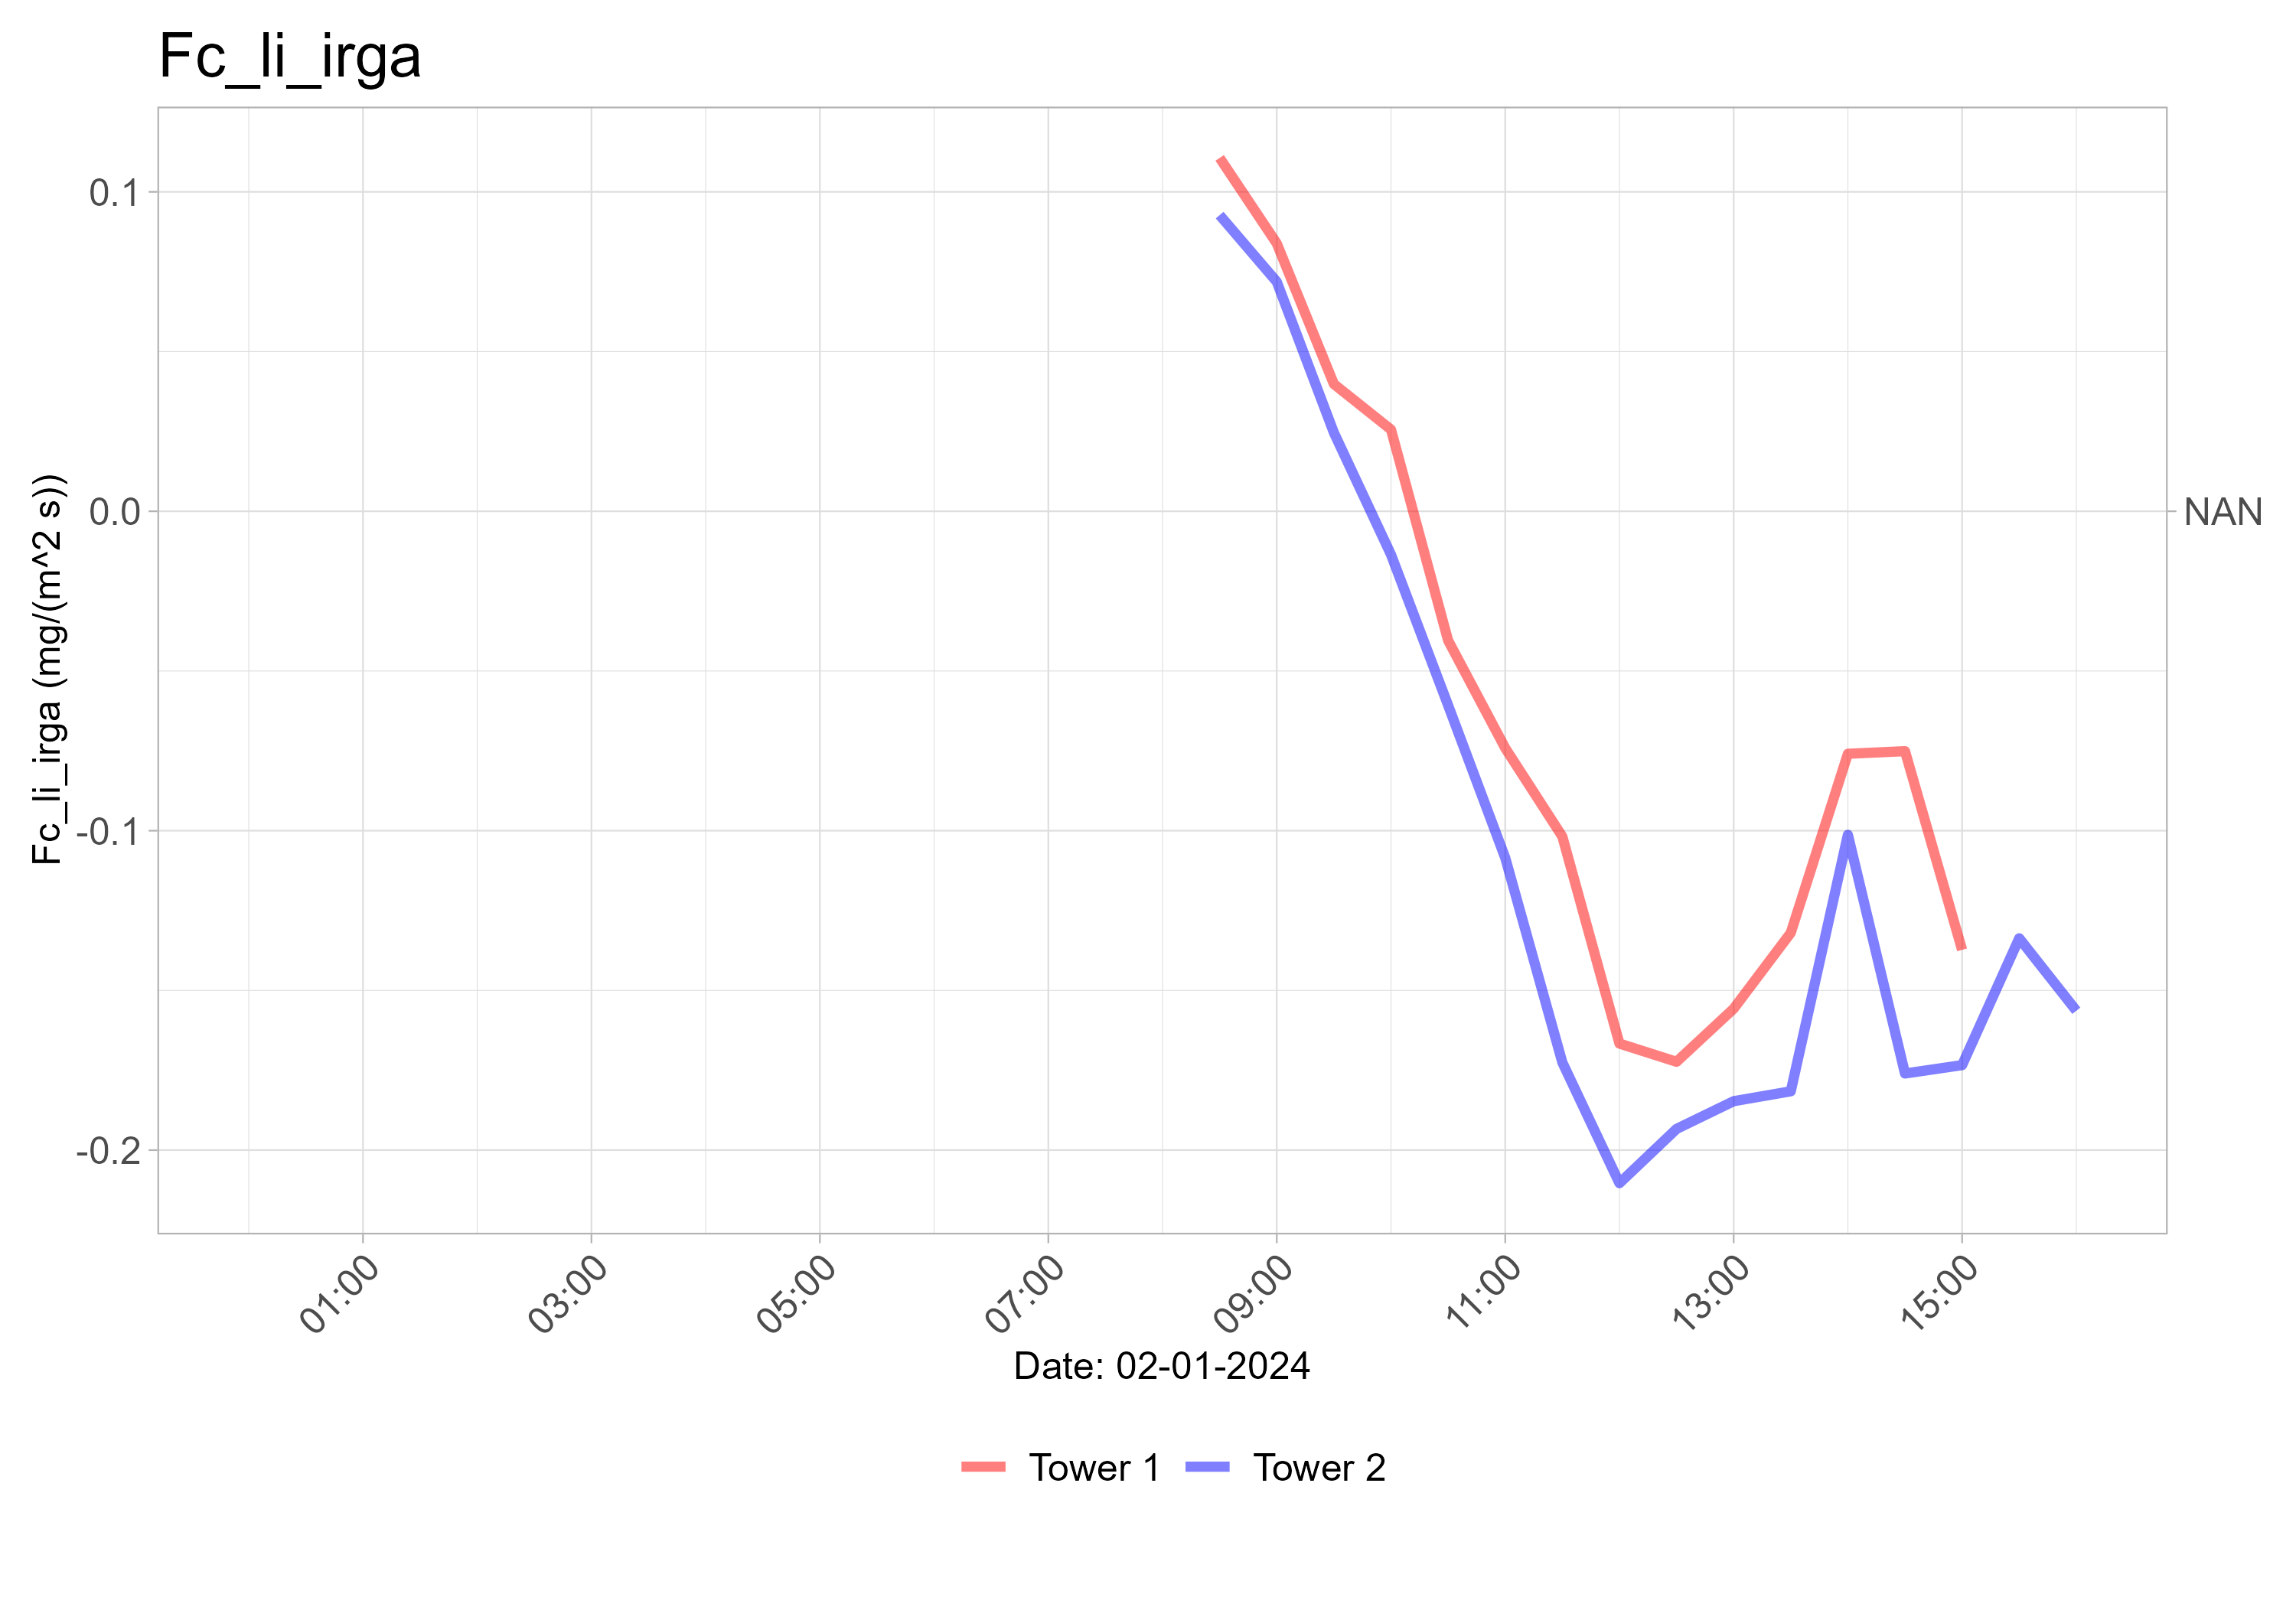 Fc_li_irga
Fc_li_irga (mg/(m^2 s))
0.1
0.0
-0.1
-0.2
NAN
01:00 03:00 05:00 07:00 09:00 11:00 13:00 15:00
Date: 02-01-2024
Tower 1 Tower 2